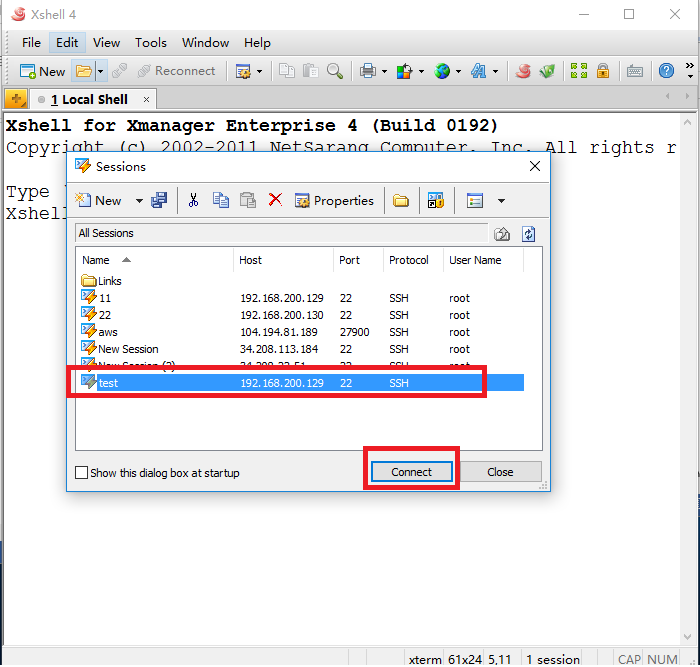 Xshell 4
File Edit View Tools Window Help
New Reconnect
1 Local Shell ×
Xshell for Xmanager Enterprise 4 (Build 0192)
Copyright (c) 2002-2011 NetSarang Computer, Inc. All rights r
Type
Xshell
Sessions
New Properties
All Sessions
Name Host Port Protocol User Name
Links
11 192.168.200.129 22 SSH root
22 192.168.200.130 22 SSH root
aws 104.194.81.189 27900 SSH root
New Session 34.208.113.184 22 SSH root
New Session (2) 22 SSH root
test 192.168.200.129 22 SSH
Show this dialog box at startup Connect Close
xterm 61x24 5,11 1 session CAP NUM